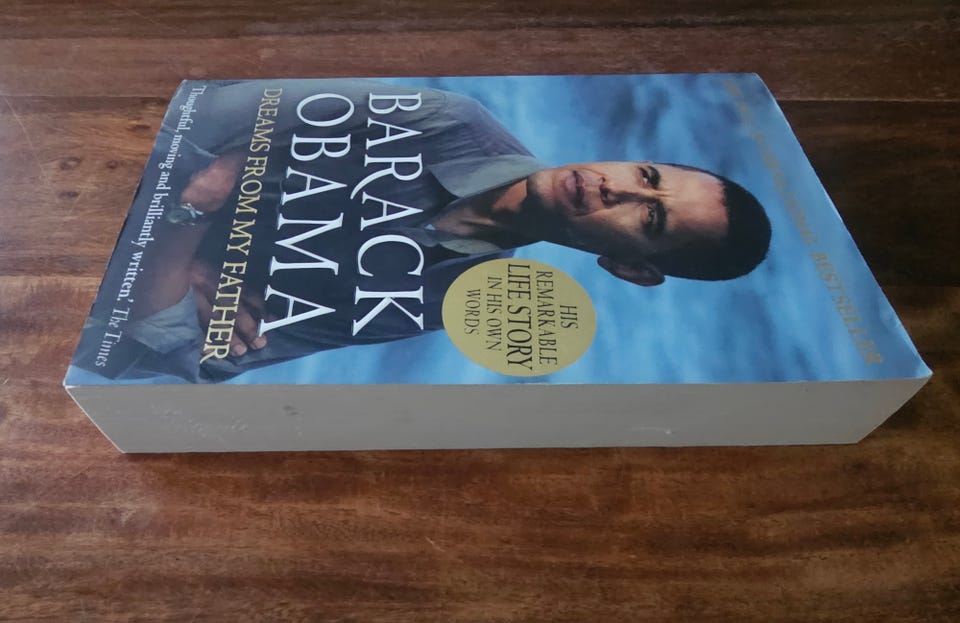 BESTSELLER
HIS
REMARKABLE
LIFE STORY
IN HIS OWN
WORDS
BARACK
OBAMA
DREAMS FROM MY FATHER
'Thoughtful, moving and brilliantly written.' The Times